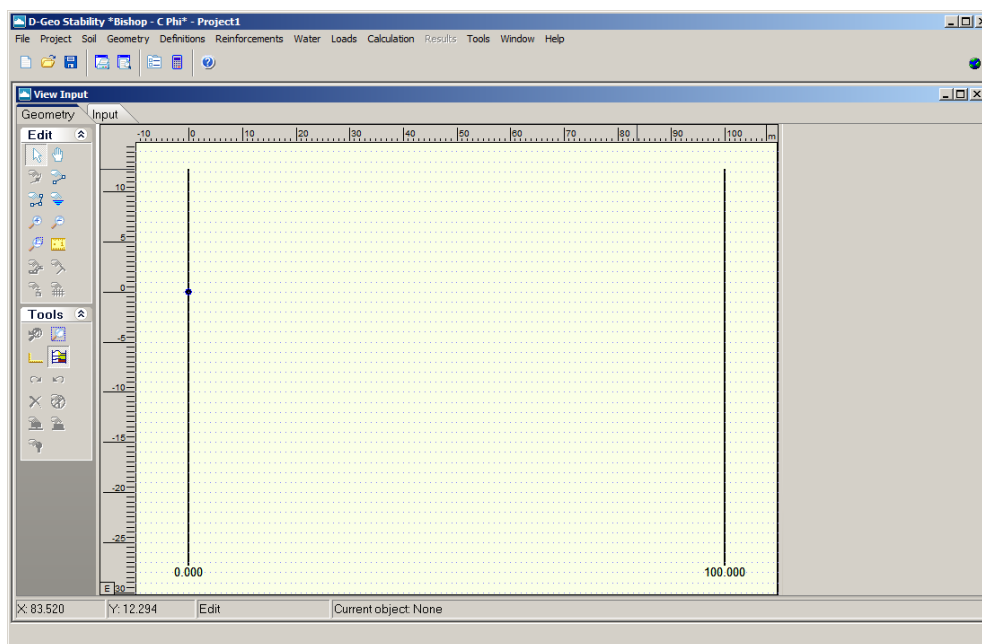 D-Geo Stability *Bishop - C Phi* - Project1
File Project Soil Geometry Definitions Reinforcements Water Loads Calculation Results Tools Window Help
View Input
Geometry Input
Edit
-10 0 10 20 30 40 50 60 70 80 90 100 m
10
5
0
-5
-10
-15
-20
-25
E 30
Tools
0.000 100.000
X: 83.520 Y: 12.294 Edit Current object: None